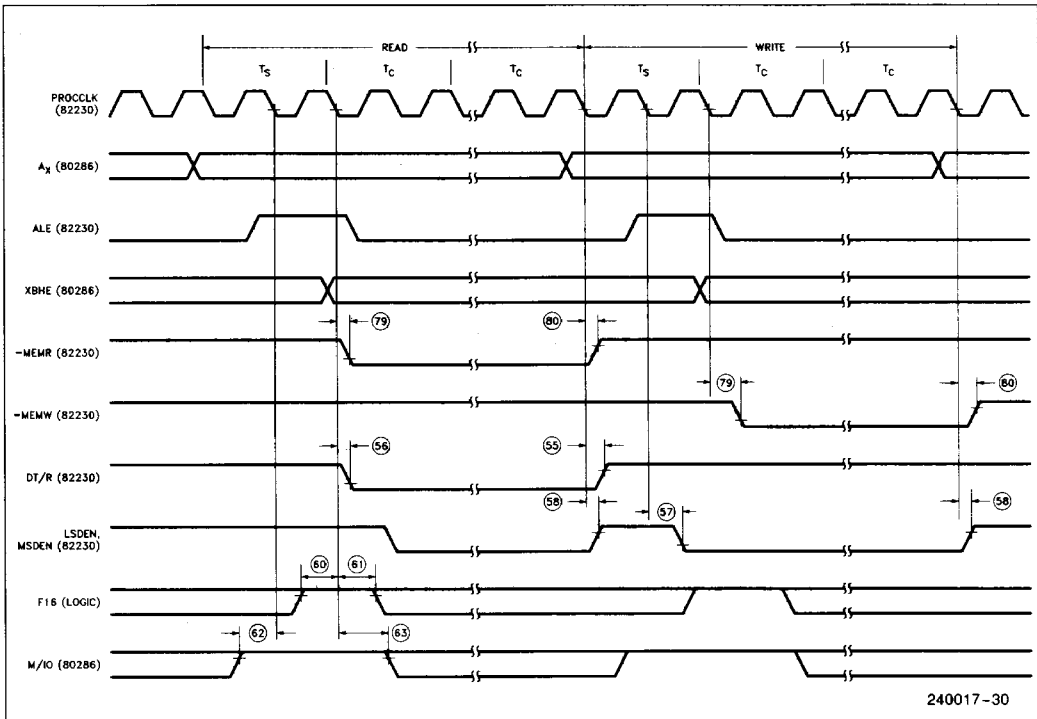 READ WRITE
TS TC TC TS TC TC
PROCCLK
(82230)
AX (80286)
ALE (82230)
XBHE (80286)
79 80
-MEMR (82230)
79 80
-MEMW (82230)
56 55
DT/R (82230)
58 57 58
LSDEN,
MSDEN (82230)
60 61
F16 (LOGIC)
62 63
M/IO (80286)
240017-30